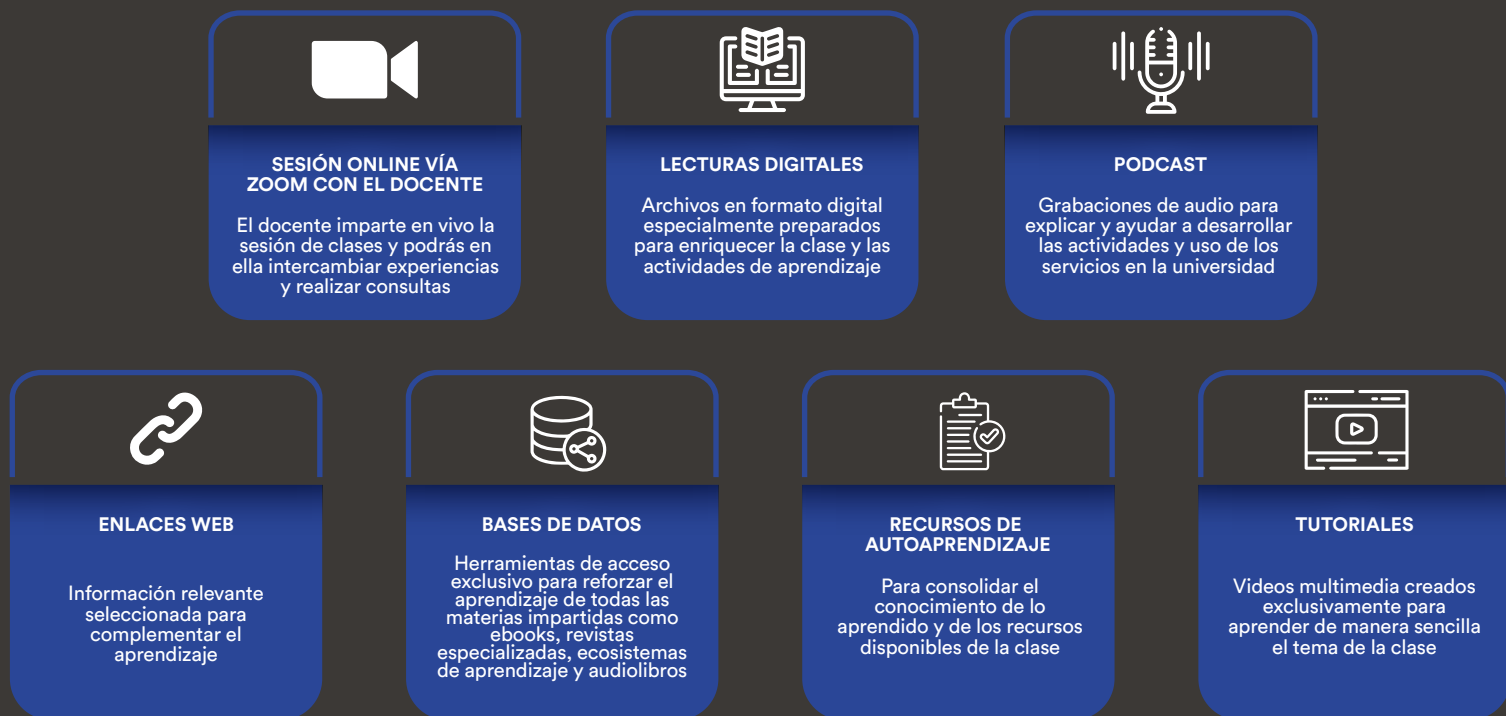 SESIÓN ONLINE VÍA
ZOOM CON EL DOCENTE
El docente imparte en vivo la
sesión de clases y podrás en
ella intercambiar experiencias
y realizar consultas
LECTURAS DIGITALES
Archivos en formato digital
especialmente preparados
para enriquecer la clase y las
actividades de aprendizaje
PODCAST
Grabaciones de audio para
explicar y ayudar a desarrollar
las actividades y uso de los
servicios en la universidad
ENLACES WEB
Información relevante
seleccionada para
complementar el
aprendizaje
BASES DE DATOS
Herramientas de acceso
exclusivo para reforzar el
aprendizaje de todas las
materias impartidas como
ebooks, revistas
especializadas, ecosistemas
de aprendizaje y audiolibros
RECURSOS DE
AUTOAPRENDIZAJE
Para consolidar el
conocimiento de lo
aprendido y de los recursos
disponibles de la clase
TUTORIALES
Videos multimedia creados
exclusivamente para
aprender de manera sencilla
el tema de la clase